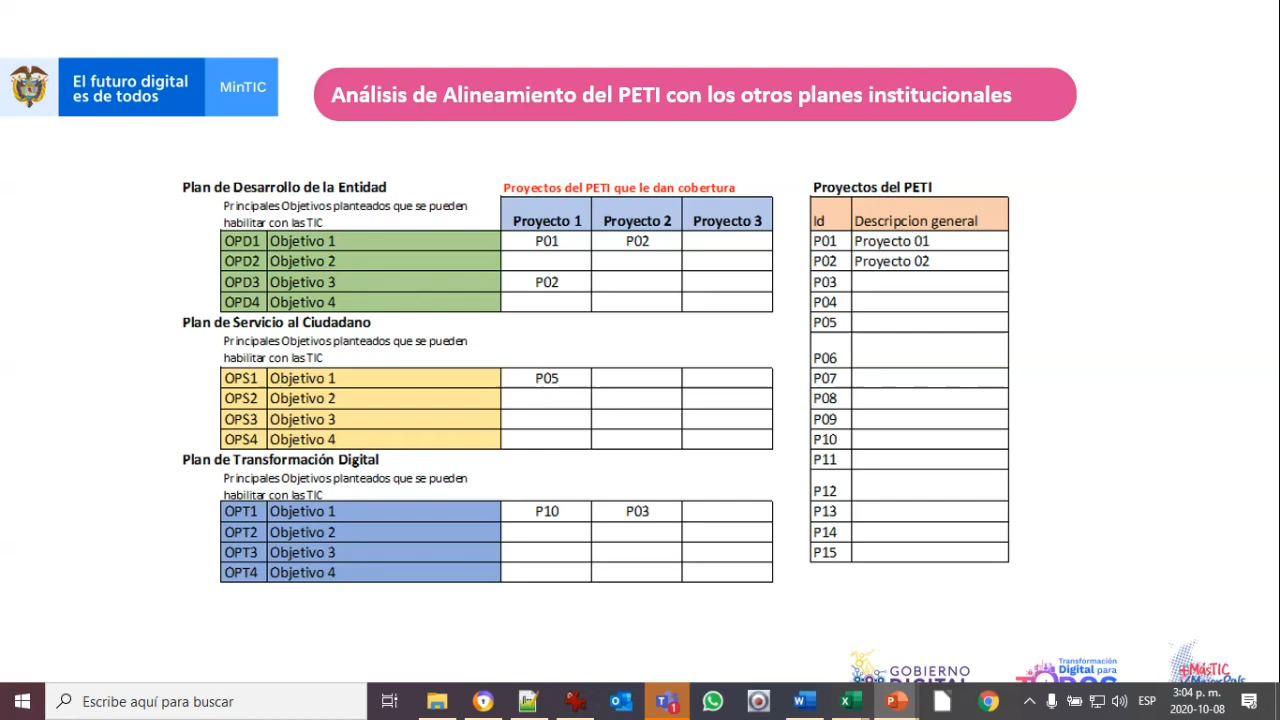 El futuro digital
es de todos
MinTIC
Análisis de Alineamiento del PETI con los otros planes institucionales
Plan de Desarrollo de la Entidad
Proyectos del PETI que le dan cobertura
Principales Objetivos planteados que se pueden
habilitar con las TIC
Proyecto 1 Proyecto 2 Proyecto 3
OPD1 Objetivo 1 P01 P02
OPD2 Objetivo 2
OPD3 Objetivo 3 P02
OPD4 Objetivo 4
Plan de Servicio al Ciudadano
Principales Objetivos planteados que se pueden
habilitar con las TIC
OPS1 Objetivo 1 P05
OPS2 Objetivo 2
OPS3 Objetivo 3
OPS4 Objetivo 4
Plan de Transformación Digital
Principales Objetivos planteados que se pueden
habilitar con las TIC
OPT1 Objetivo 1 P10 P03
OPT2 Objetivo 2
OPT3 Objetivo 3
OPT4 Objetivo 4
Proyectos del PETI
Id Descripcion general
P01 Proyecto 01
P02 Proyecto 02
P03
P04
P05
P06
P07
P08
P09
P10
P11
P12
P13
P14
P15
GOBIERNO
DIGITAL
Transformación
Digital para
TODOS
+MásTIC
Escribe aquí para buscar
ESP
3:04 p. m.
2020-10-08